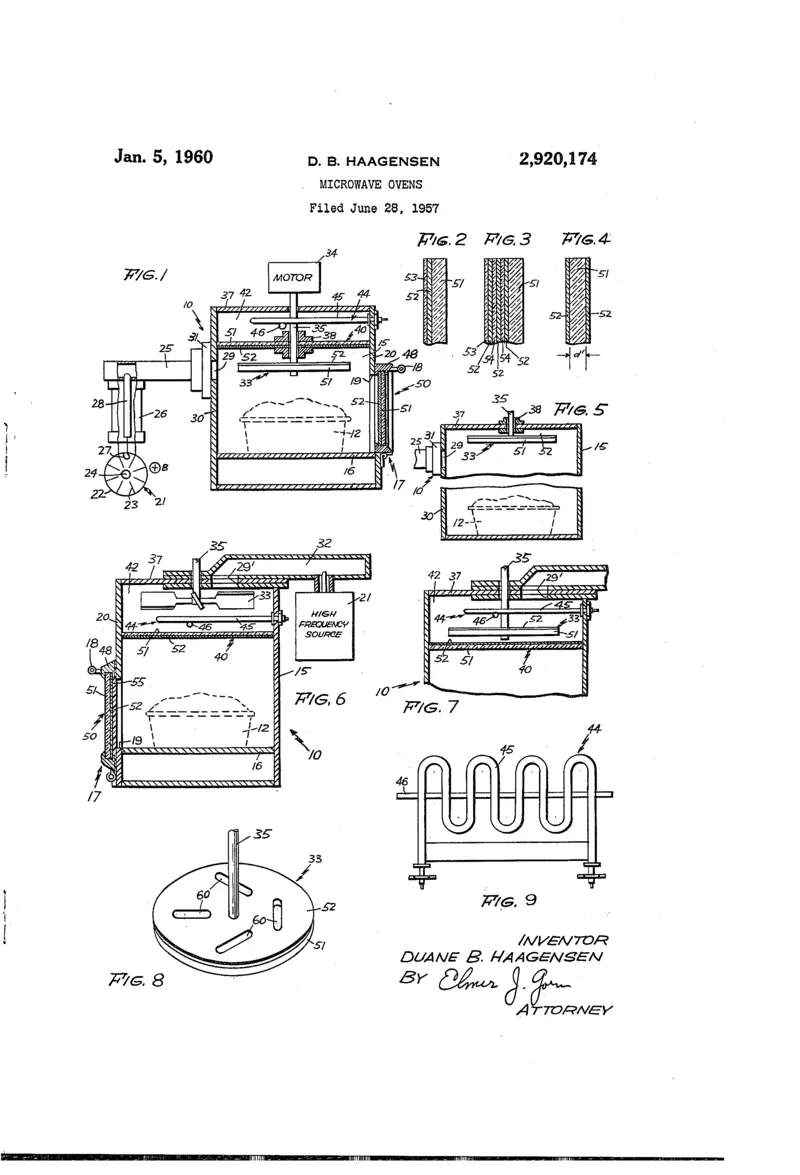 Jan. 5, 1960 D. B. HAAGENSEN 2,920,174
MICROWAVE OVENS
Filed June 28, 1957
FIG. 1
34
MOTOR
37 42 45 44
10 46 35 40
31 51 52 38 15
25 29 52 20 48 18
33 51 19 50
28 26 30 52 51
27 12
24 B 16
22 23 21 17
FIG. 2 FIG. 3 FIG. 4
53 51 51 51
52 52 52
53 54 54 52
52 52 d"
35 FIG. 5
37 38
31 15
25 29 33 51 52
10
30
12
35 32
37 29'
42 33 21
20 45 HIGH
44 46 FREQUENCY
18 48 51 52 40 SOURCE
55 15
51 52 FIG. 6
50 12
19 16 10
17
35
42 37 29'
44 46 45
52 33
51
52 51 40
10 FIG. 7
35
33
60
60 60 52
51
FIG. 8
44
45
46
FIG. 9
INVENTOR
DUANE B. HAAGENSEN
BY Elmer J. Gorn
ATTORNEY